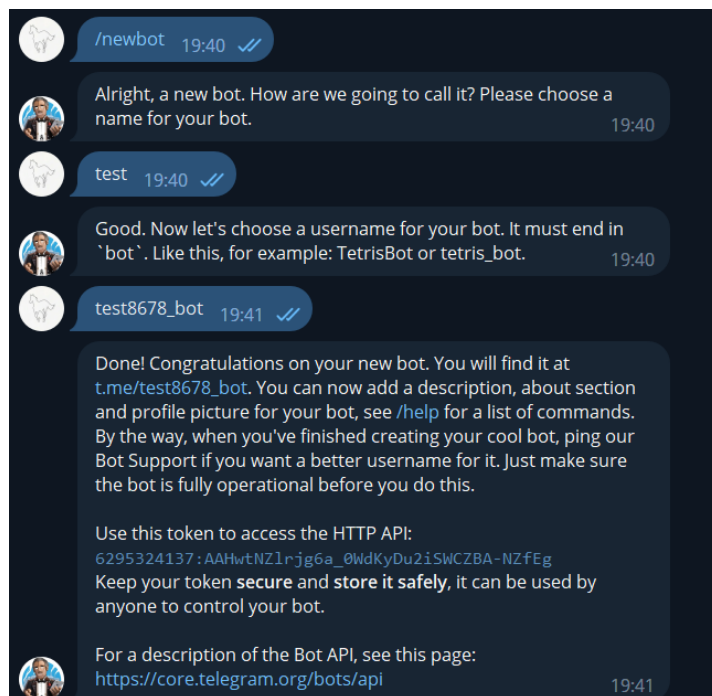 /newbot 19:40
Alright, a new bot. How are we going to call it? Please choose a
name for your bot.
19:40
test 19:40
Good. Now let's choose a username for your bot. It must end in
`bot`. Like this, for example: TetrisBot or tetris_bot.
19:40
test8678_bot 19:41
Done! Congratulations on your new bot. You will find it at
t.me/test8678_bot. You can now add a description, about section
and profile picture for your bot, see /help for a list of commands.
By the way, when you've finished creating your cool bot, ping our
Bot Support if you want a better username for it. Just make sure
the bot is fully operational before you do this.
Use this token to access the HTTP API:
6295324137:AAHwtNZlrjg6a_0WdKyDu2iSWCZBA-NZfEg
Keep your token secure and store it safely, it can be used by
anyone to control your bot.
For a description of the Bot API, see this page:
https://core.telegram.org/bots/api
19:41